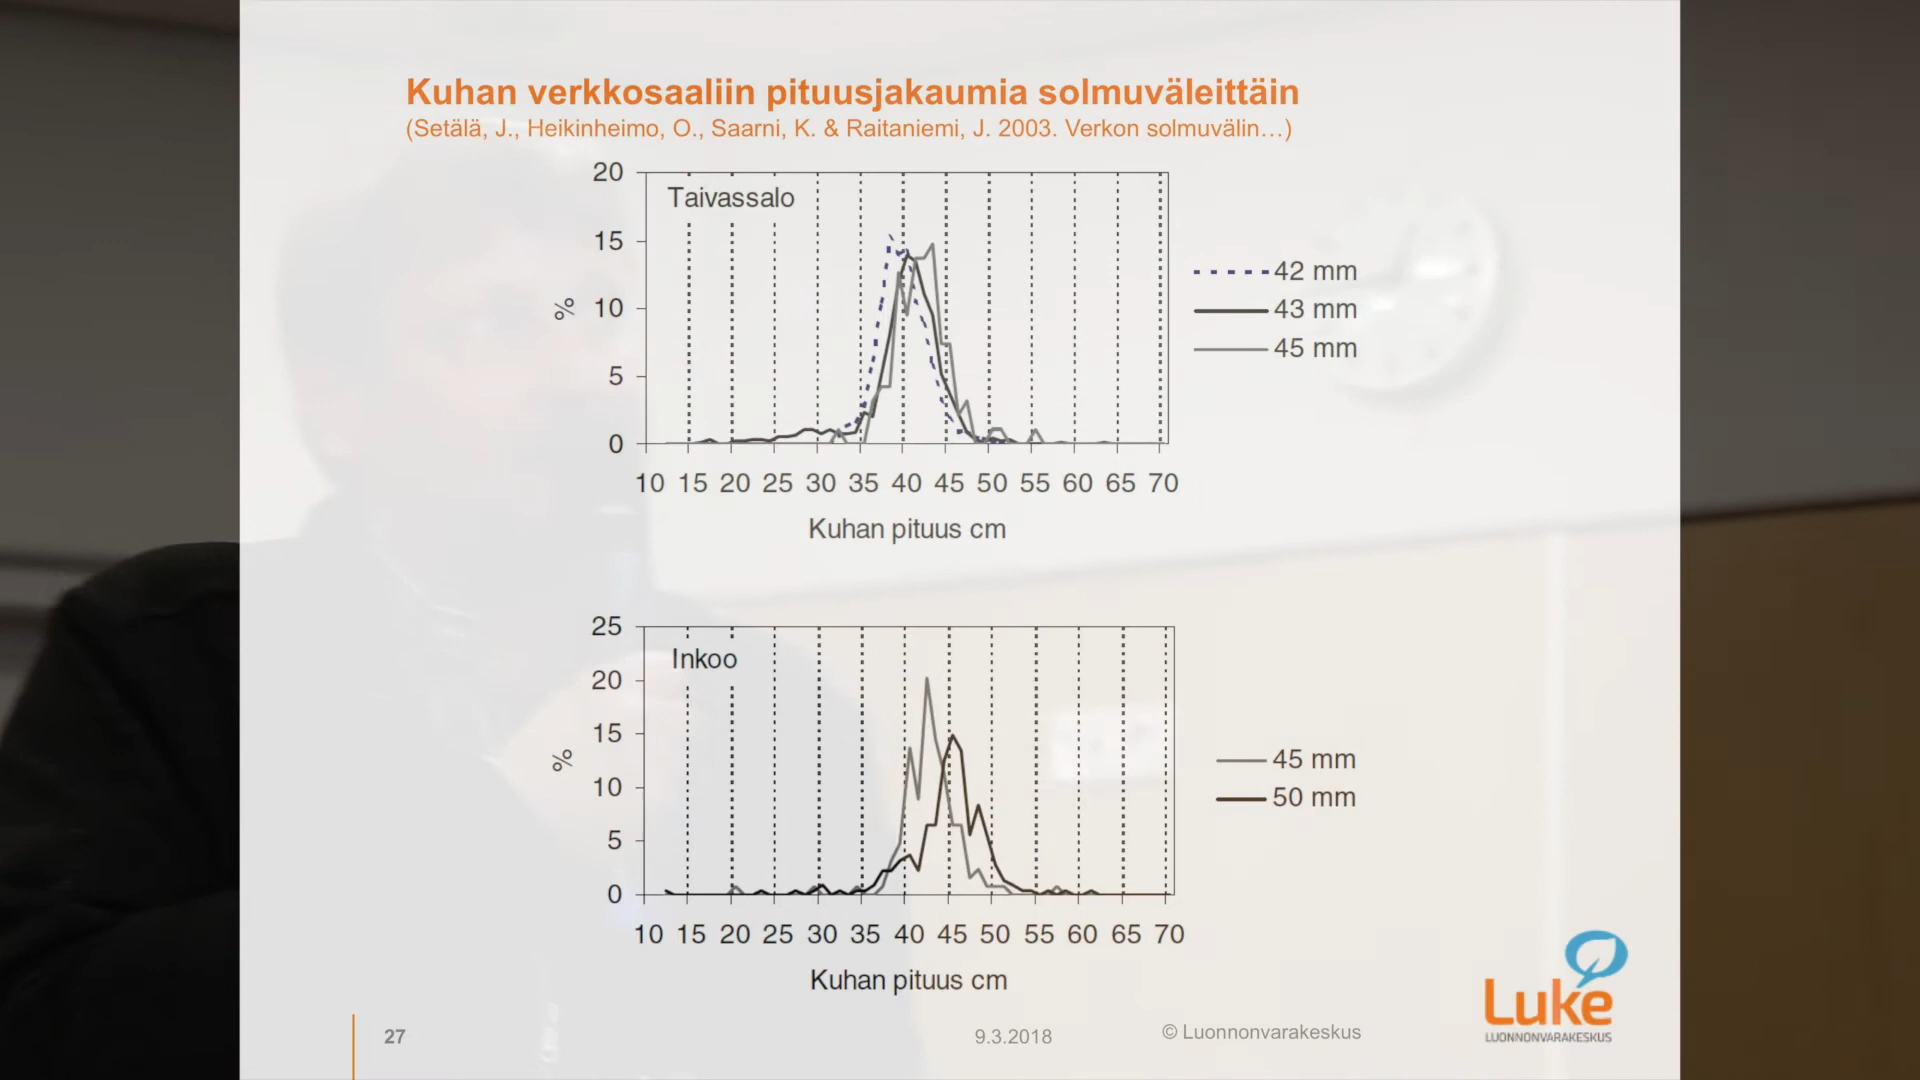 Kuhan verkkosaaliin pituusjakaumia solmuväleittäin
(Setälä, J., Heikinheimo, O., Saarni, K. & Raitaniemi, J. 2003. Verkon solmuvälin…)
20
15
10
5
0
%
Taivassalo
42 mm
43 mm
45 mm
10 15 20 25 30 35 40 45 50 55 60 65 70
Kuhan pituus cm
25
20
15
10
5
0
%
Inkoo
45 mm
50 mm
10 15 20 25 30 35 40 45 50 55 60 65 70
Kuhan pituus cm
27
9.3.2018
© Luonnonvarakeskus
Luke
LUONNONVARAKESKUS